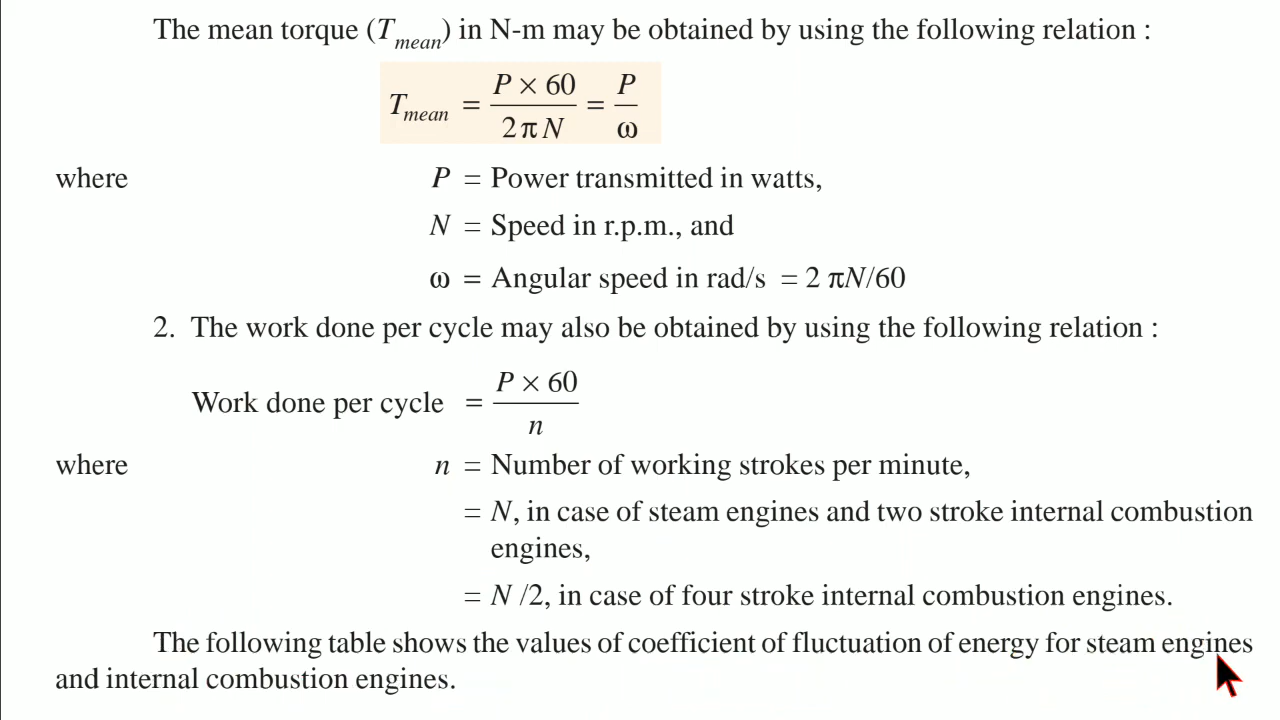 The mean torque (T_mean) in N-m may be obtained by using the following relation :
T_mean = P × 60 / 2 π N = P / ω
where P = Power transmitted in watts,
N = Speed in r.p.m., and
ω = Angular speed in rad/s = 2 πN/60
2. The work done per cycle may also be obtained by using the following relation :
Work done per cycle = P × 60 / n
where n = Number of working strokes per minute,
= N, in case of steam engines and two stroke internal combustion
engines,
= N /2, in case of four stroke internal combustion engines.
The following table shows the values of coefficient of fluctuation of energy for steam engines
and internal combustion engines.